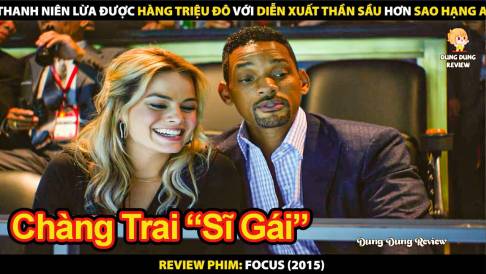 THANH NIÊN LỪA ĐƯỢC HÀNG TRIỆU ĐÔ VỚI DIỄN XUẤT THẦN SẦU HƠN SAO HẠNG A
DUNG DUNG
REVIEW
Chàng Trai “Sĩ Gái”
Dung Dung Review
REVIEW PHIM: FOCUS (2015)